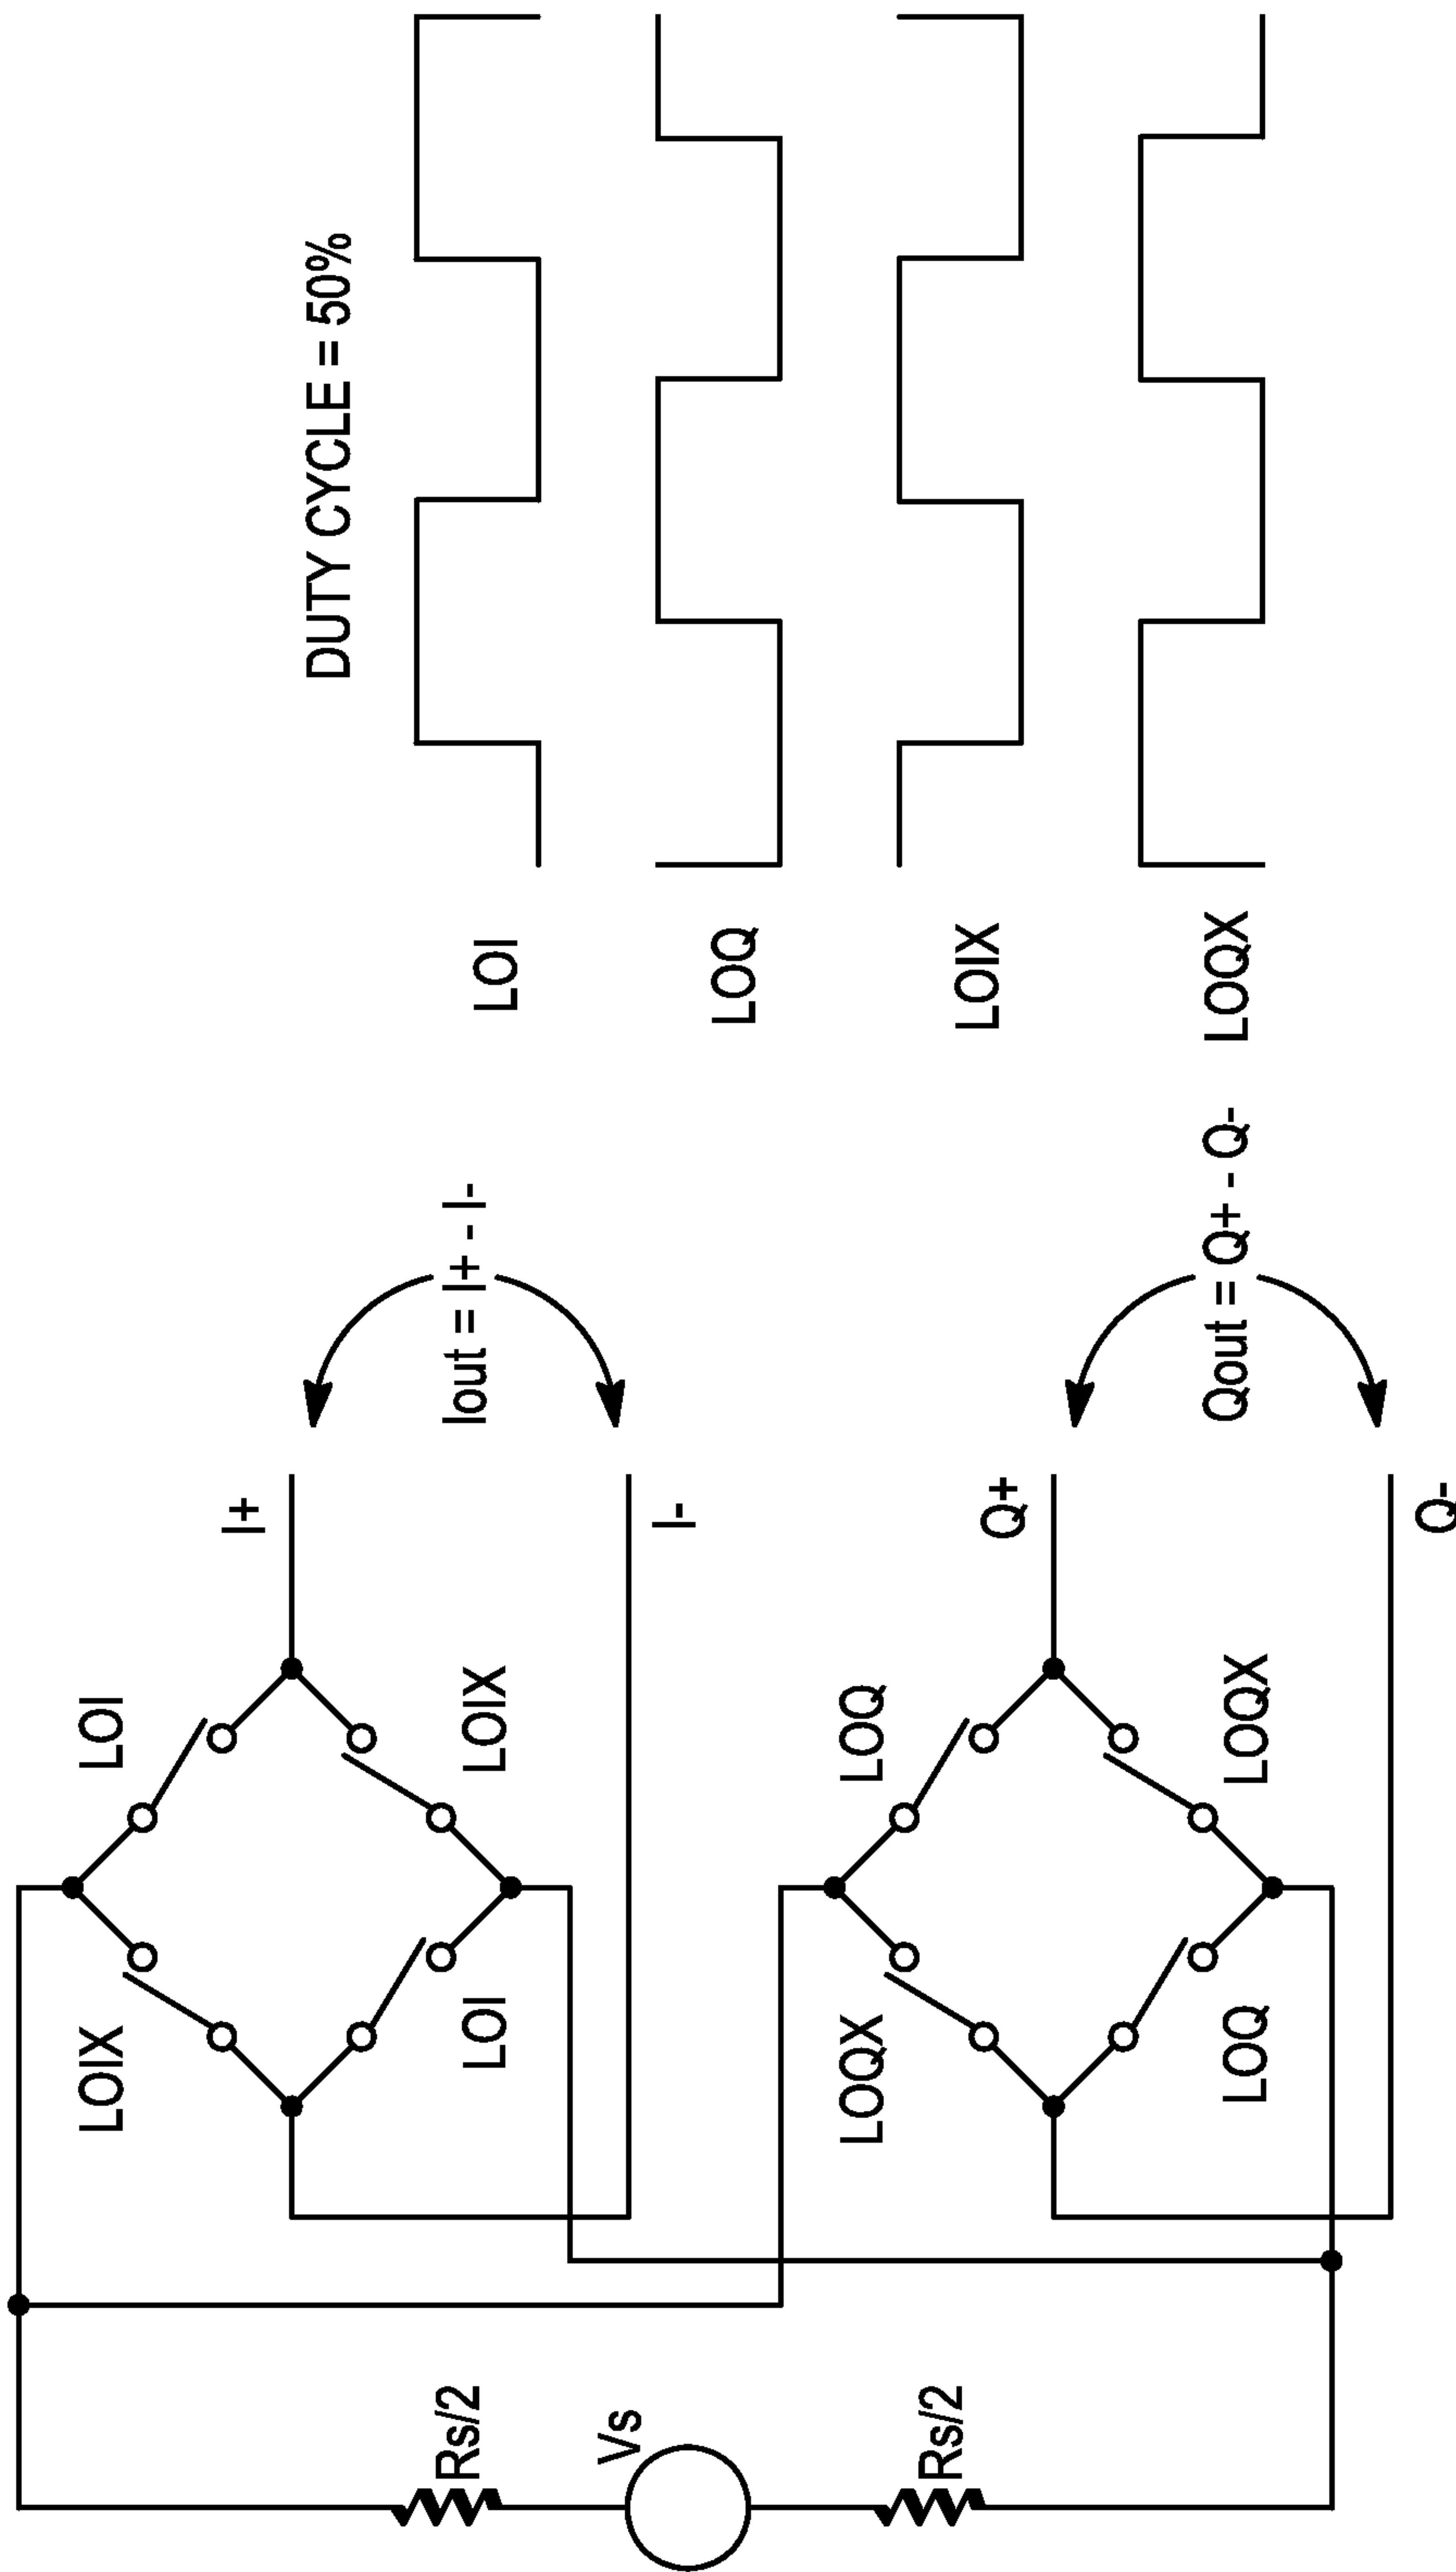 Rs/2
Vs
Rs/2
LOIX
LOI
LOI
LOIX
I+
I-
Iout = I+ - I-
LOQX
LOQ
LOQ
LOQX
Q+
Q-
Qout = Q+ - Q-
DUTY CYCLE = 50%
LOI
LOQ
LOIX
LOQX